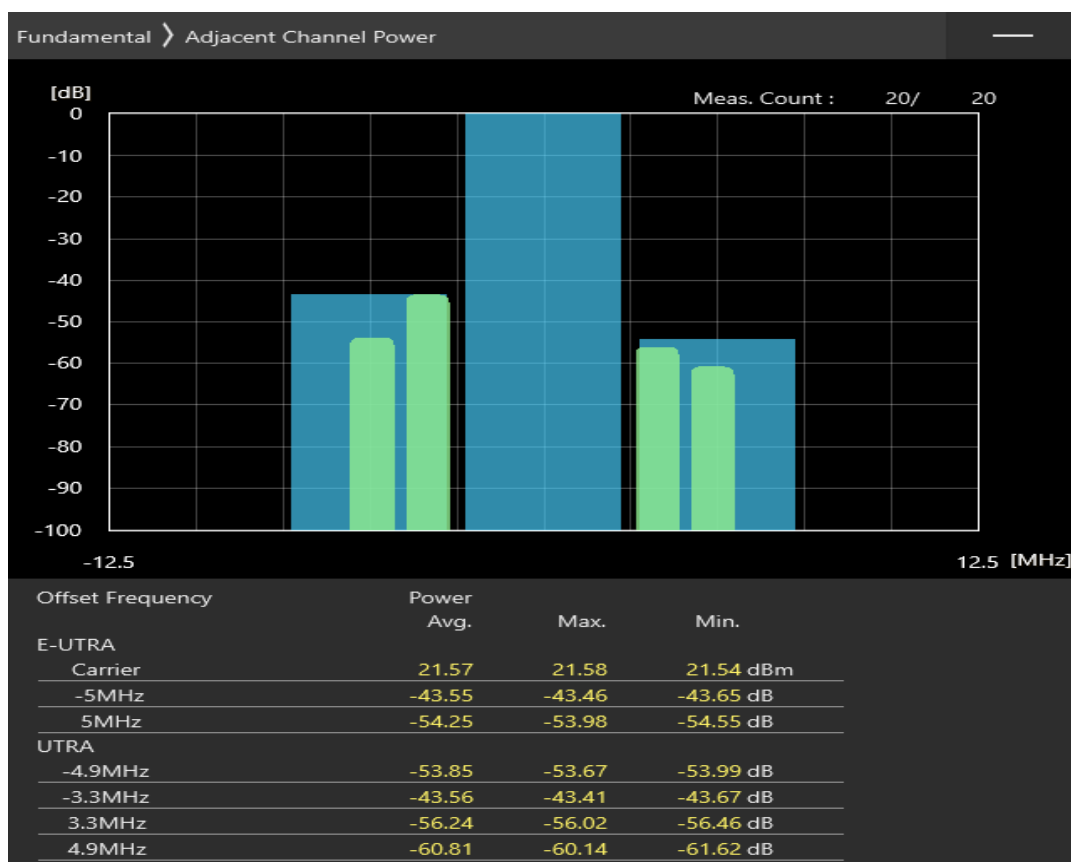 Fundamental ❯ Adjacent Channel Power
[dB]
Meas. Count : 20/ 20
0
-10
-20
-30
-40
-50
-60
-70
-80
-90
-100
-12.5 12.5 [MHz]
Offset Frequency Power
Avg. Max. Min.
E-UTRA
Carrier 21.57 21.58 21.54 dBm
-5MHz -43.55 -43.46 -43.65 dB
5MHz -54.25 -53.98 -54.55 dB
UTRA
-4.9MHz -53.85 -53.67 -53.99 dB
-3.3MHz -43.56 -43.41 -43.67 dB
3.3MHz -56.24 -56.02 -56.46 dB
4.9MHz -60.81 -60.14 -61.62 dB